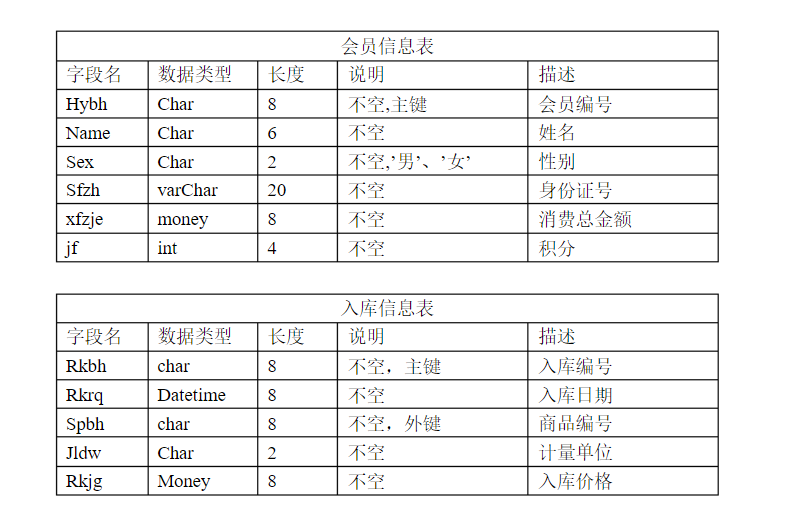 会员信息表
字段名 数据类型 长度 说明 描述
Hybh Char 8 不空,主键 会员编号
Name Char 6 不空 姓名
Sex Char 2 不空,’男’、’女’ 性别
Sfzh varChar 20 不空 身份证号
xfzje money 8 不空 消费总金额
jf int 4 不空 积分
入库信息表
字段名 数据类型 长度 说明 描述
Rkbh char 8 不空，主键 入库编号
Rkrq Datetime 8 不空 入库日期
Spbh char 8 不空，外键 商品编号
Jldw Char 2 不空 计量单位
Rkjg Money 8 不空 入库价格